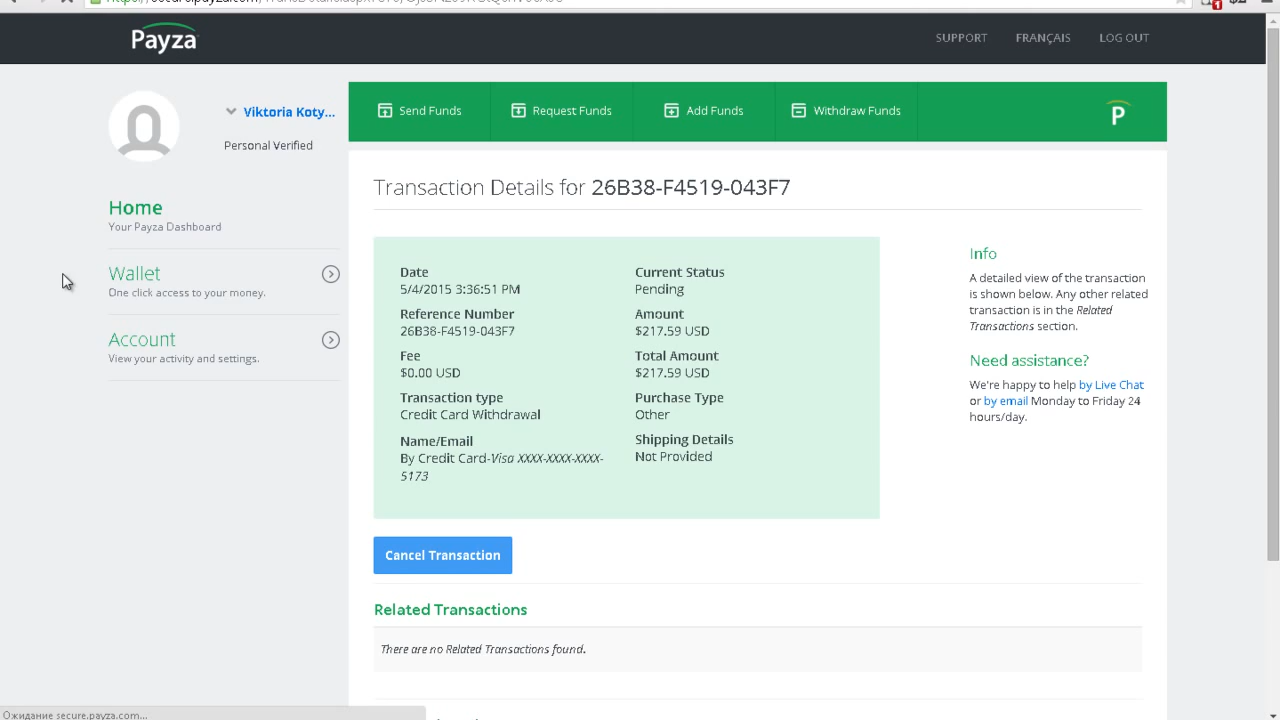 Payza
SUPPORT FRANÇAIS LOG OUT
Viktoria Koty...
Personal Verified
Send Funds Request Funds Add Funds Withdraw Funds
P
Home
Your Payza Dashboard
Wallet
One click access to your money.
Account
View your activity and settings.
Transaction Details for 26B38-F4519-043F7
Date
5/4/2015 3:36:51 PM
Reference Number
26B38-F4519-043F7
Fee
$0.00 USD
Transaction type
Credit Card Withdrawal
Name/Email
By Credit Card-Visa XXXX-XXXX-XXXX-
5173
Current Status
Pending
Amount
$217.59 USD
Total Amount
$217.59 USD
Purchase Type
Other
Shipping Details
Not Provided
Info
A detailed view of the transaction
is shown below. Any other related
transaction is in the Related
Transactions section.
Need assistance?
We're happy to help by Live Chat
or by email Monday to Friday 24
hours/day.
Cancel Transaction
Related Transactions
There are no Related Transactions found.
Ожидание secure.payza.com...